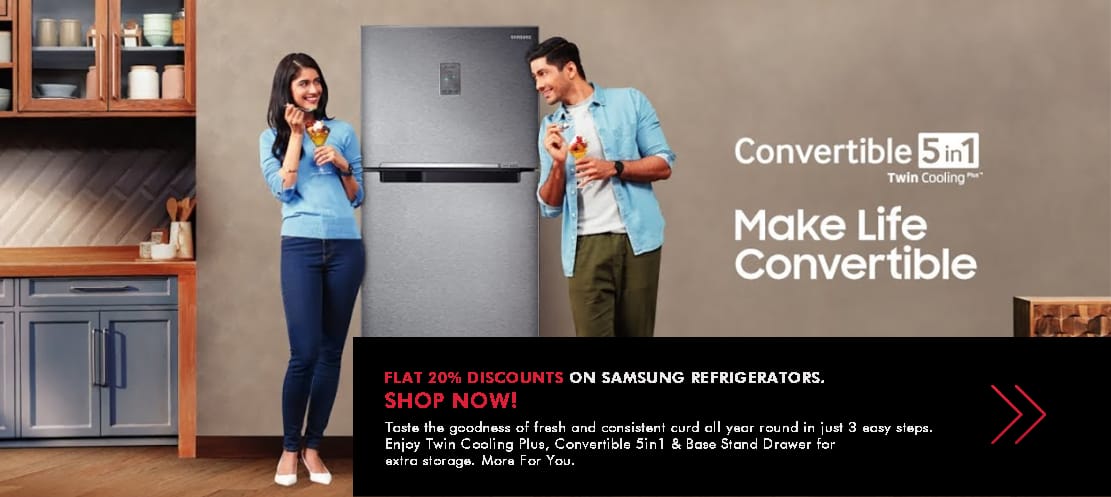 SAMSUNG
Convertible 5in1
Twin Cooling Plus™
Make Life
Convertible
FLAT 20% DISCOUNTS ON SAMSUNG REFRIGERATORS.
SHOP NOW!
Taste the goodness of fresh and consistent curd all year round in just 3 easy steps.
Enjoy Twin Cooling Plus, Convertible 5in1 & Base Stand Drawer for
extra storage. More For You.